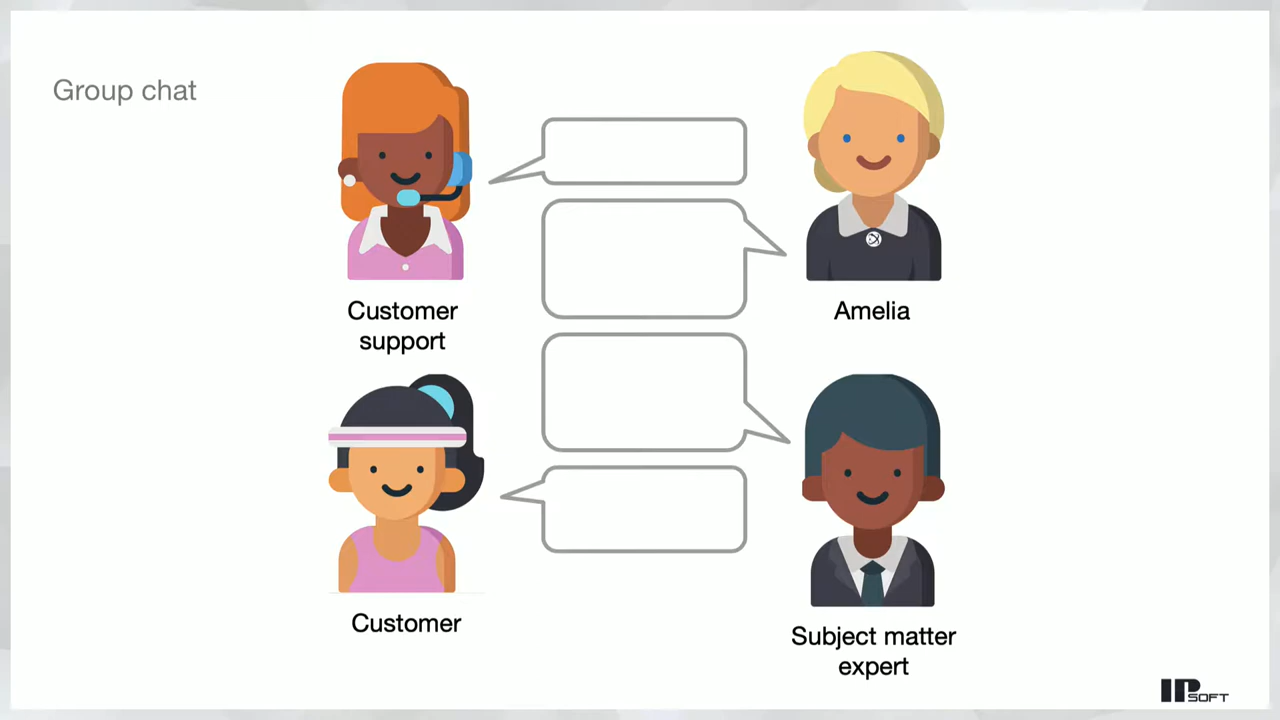 Group chat
Customer
support
Amelia
Customer
Subject matter
expert
IPSOFT